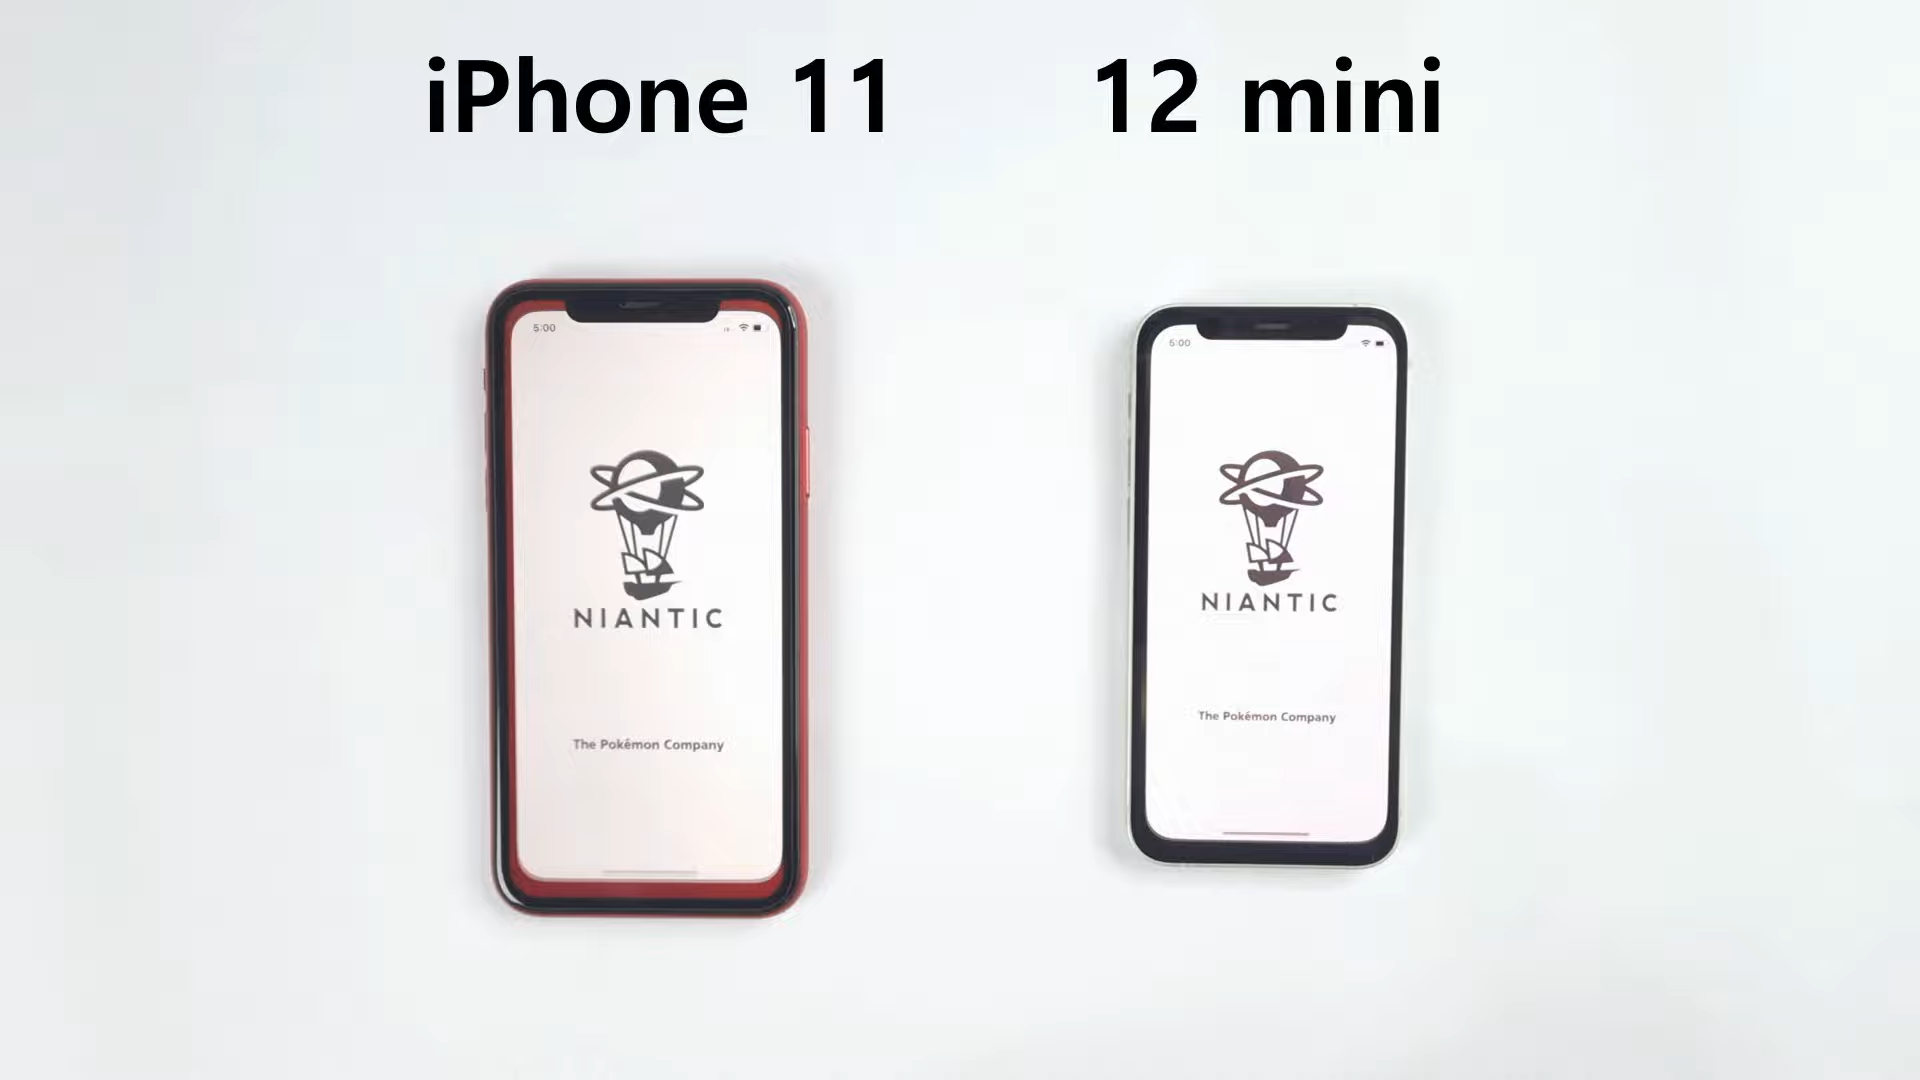 iPhone 11
12 mini
5:00
NIANTIC
The Pokémon Company
5:00
NIANTIC
The Pokémon Company